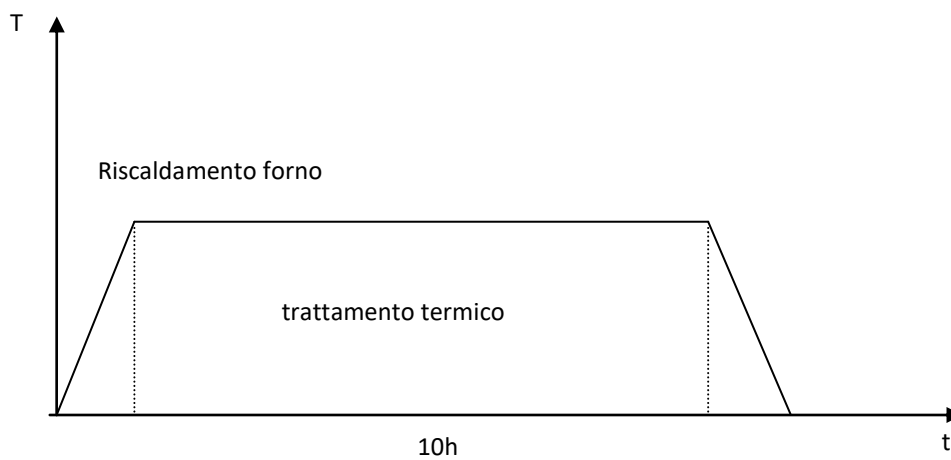 T
Riscaldamento forno
trattamento termico
10h
t